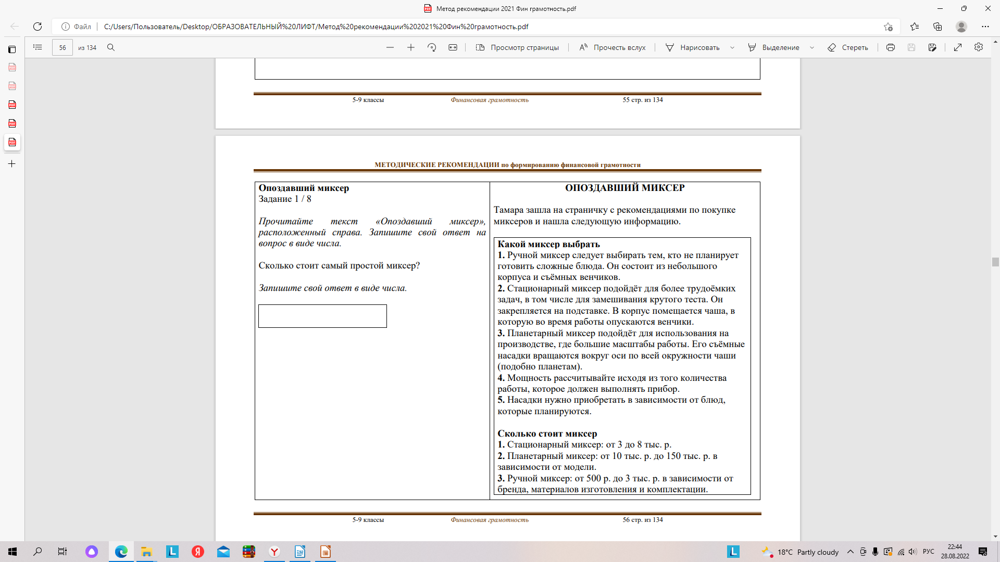 Метод рекомендации 2021 Фин грамотность.pdf
Файл
C:/Users/Пользователь/Desktop/ОБРАЗОВАТЕЛЬНЫЙ%20ЛИФТ/Метод%20рекомендации%202021%20Фин%20грамотность.pdf
56 из 134
Просмотр страницы
Прочесть вслух
Нарисовать
Выделение
Стереть
5-9 классы Финансовая грамотность 55 стр. из 134
МЕТОДИЧЕСКИЕ РЕКОМЕНДАЦИИ по формированию финансовой грамотности
Опоздавший миксер
Задание 1 / 8
Прочитайте текст «Опоздавший миксер»,
расположенный справа. Запишите свой ответ на
вопрос в виде числа.
Сколько стоит самый простой миксер?
Запишите свой ответ в виде числа.
ОПОЗДАВШИЙ МИКСЕР
Тамара зашла на страничку с рекомендациями по покупке
миксеров и нашла следующую информацию.
Какой миксер выбрать
1. Ручной миксер следует выбирать тем, кто не планирует
готовить сложные блюда. Он состоит из небольшого
корпуса и съёмных венчиков.
2. Стационарный миксер подойдёт для более трудоёмких
задач, в том числе для замешивания крутого теста. Он
закрепляется на подставке. В корпус помещается чаша, в
которую во время работы опускаются венчики.
3. Планетарный миксер подойдёт для использования на
производстве, где большие масштабы работы. Его съёмные
насадки вращаются вокруг оси по всей окружности чаши
(подобно планетам).
4. Мощность рассчитывайте исходя из того количества
работы, которое должен выполнять прибор.
5. Насадки нужно приобретать в зависимости от блюд,
которые планируются.
Сколько стоит миксер
1. Стационарный миксер: от 3 до 8 тыс. р.
2. Планетарный миксер: от 10 тыс. р. до 150 тыс. р. в
зависимости от модели.
3. Ручной миксер: от 500 р. до 3 тыс. р. в зависимости от
бренда, материалов изготовления и комплектации.
5-9 классы Финансовая грамотность 56 стр. из 134
18°C Partly cloudy
РУС
22:44
28.08.2022